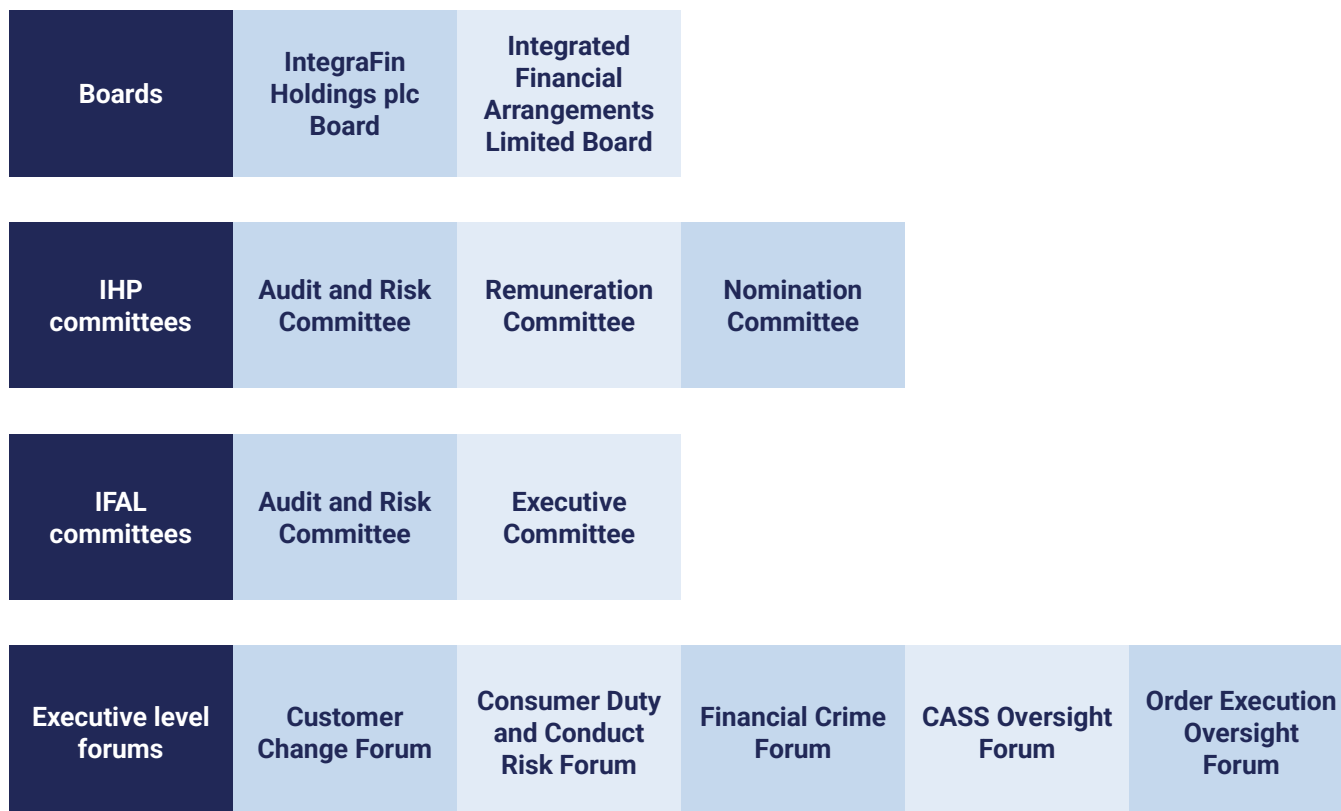 Boards
IntegraFin
Holdings plc
Board
Integrated
Financial
Arrangements
Limited Board
IHP
committees
Audit and Risk
Committee
Remuneration
Committee
Nomination
Committee
IFAL
committees
Audit and Risk
Committee
Executive
Committee
Executive level
forums
Customer
Change Forum
Consumer Duty
and Conduct
Risk Forum
Financial Crime
Forum
CASS Oversight
Forum
Order Execution
Oversight
Forum